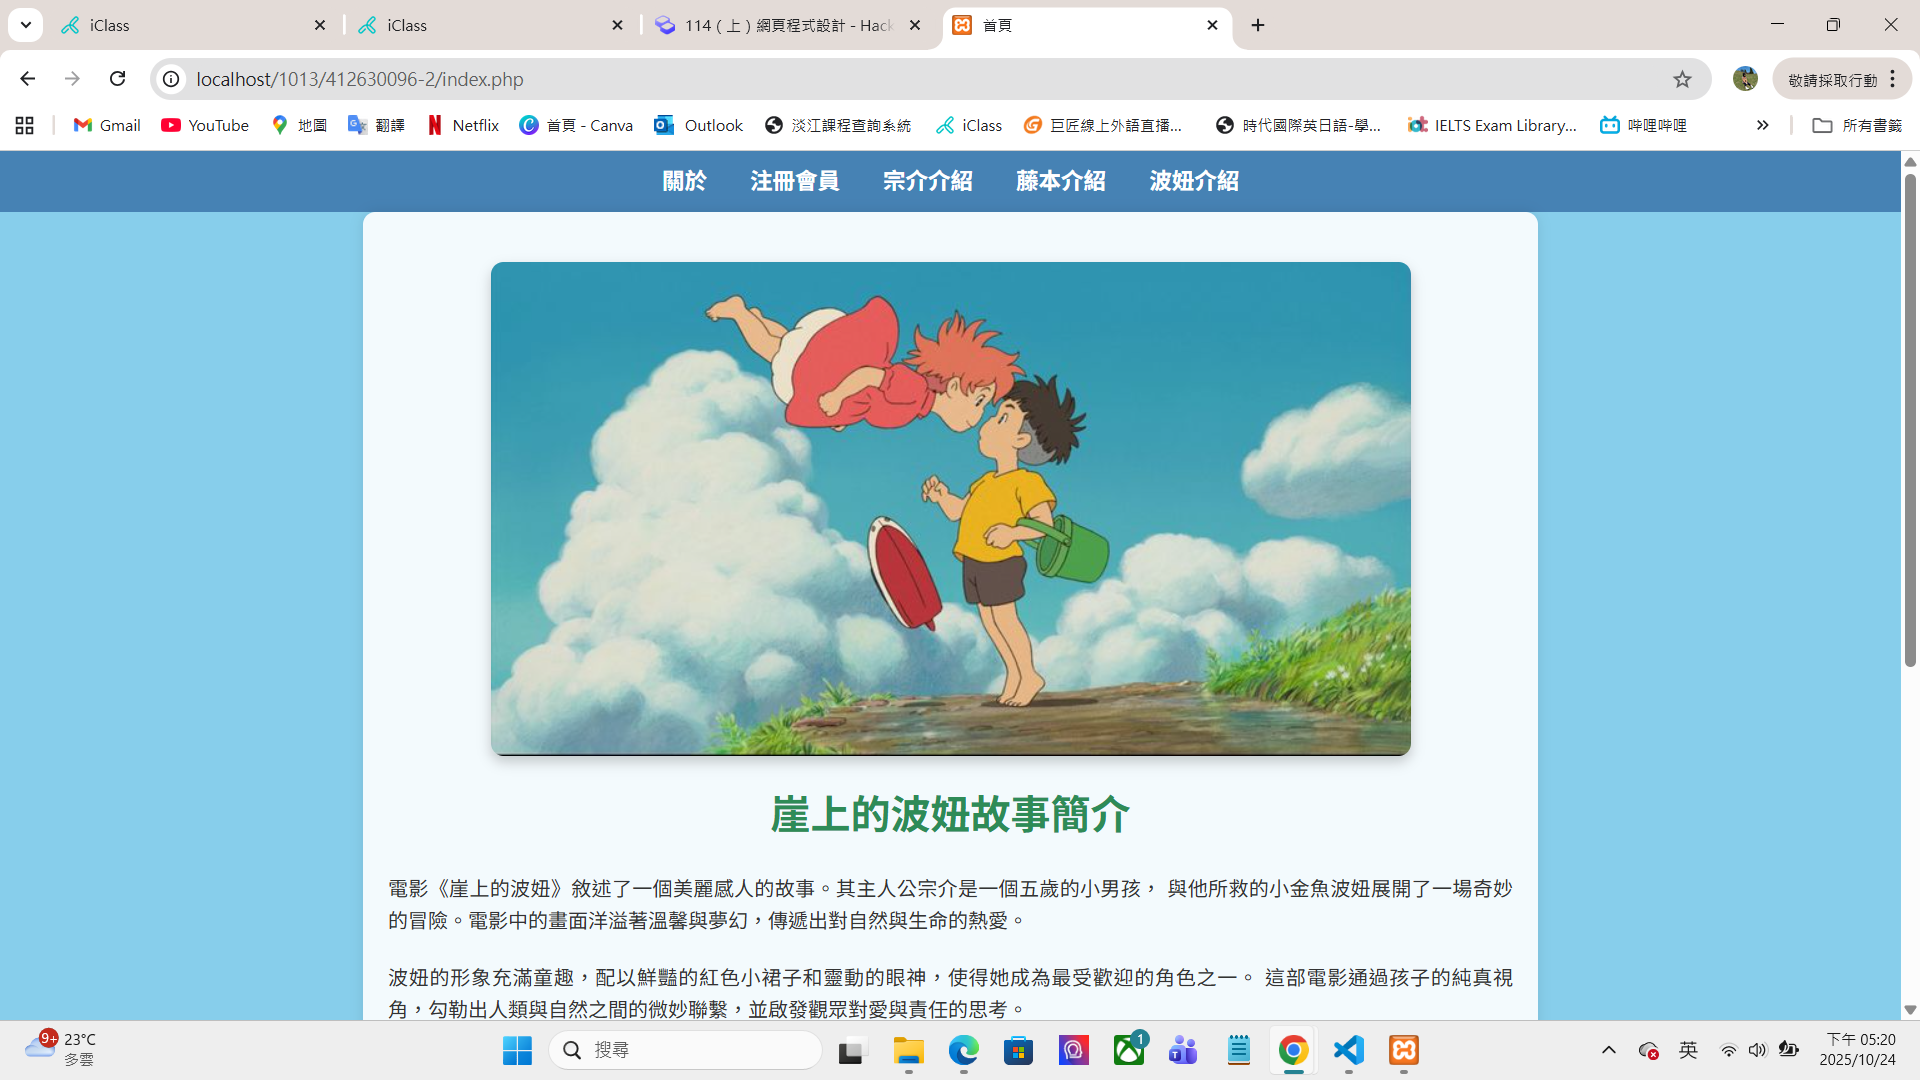 iClass
iClass
114（上）網頁程式設計 - Hack
首頁
localhost/1013/412630096-2/index.php
敬請採取行動
Gmail
YouTube
地圖
翻譯
Netflix
首頁 - Canva
Outlook
淡江課程查詢系統
iClass
巨匠線上外語直播...
時代國際英日語-學...
IELTS Exam Library...
哔哩哔哩
所有書籤
關於
注冊會員
宗介介紹
藤本介紹
波妞介紹
崖上的波妞故事簡介
電影《崖上的波妞》敘述了一個美麗感人的故事。其主人公宗介是一個五歲的小男孩， 與他所救的小金魚波妞展開了一場奇妙
的冒險。電影中的畫面洋溢著溫馨與夢幻，傳遞出對自然與生命的熱愛。
波妞的形象充滿童趣，配以鮮豔的紅色小裙子和靈動的眼神，使得她成為最受歡迎的角色之一。 這部電影通過孩子的純真視
角，勾勒出人類與自然之間的微妙聯繫，並啟發觀眾對愛與責任的思考。
9+
23°C
多雲
搜尋
1
英
下午 05:20
2025/10/24